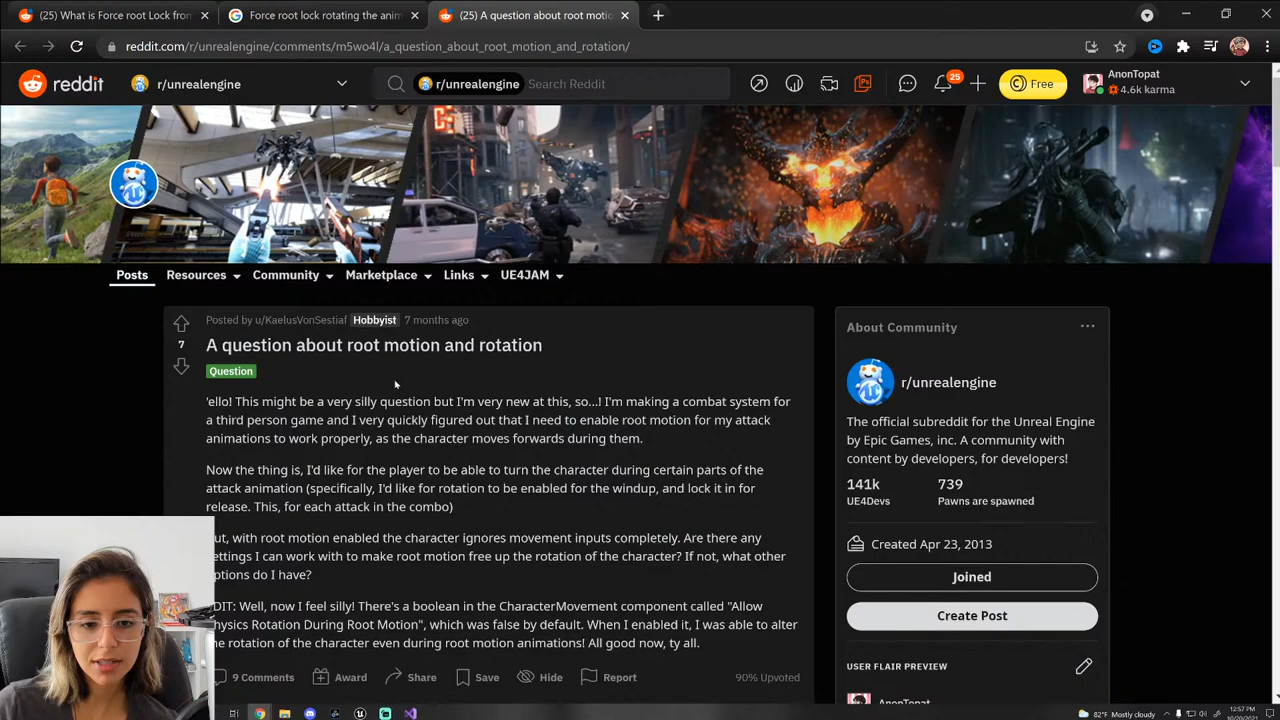 (25) What is Force root Lock from
Force root lock rotating the anim
(25) A question about root motio
reddit.com/r/unrealengine/comments/m5wo4l/a_question_about_root_motion_and_rotation/
reddit
r/unrealengine
r/unrealengine
Search Reddit
25
Free
AnonTopat
4.6k karma
Posts
Resources
Community
Marketplace
Links
UE4JAM
Posted by u/KaelusVonSestiaf Hobbyist 7 months ago
7
A question about root motion and rotation
Question
'ello! This might be a very silly question but I'm very new at this, so...! I'm making a combat system for
a third person game and I very quickly figured out that I need to enable root motion for my attack
animations to work properly, as the character moves forwards during them.
Now the thing is, I'd like for the player to be able to turn the character during certain parts of the
attack animation (specifically, I'd like for rotation to be enabled for the windup, and lock it in for
release. This, for each attack in the combo)
ut, with root motion enabled the character ignores movement inputs completely. Are there any
ettings I can work with to make root motion free up the rotation of the character? If not, what other
ptions do I have?
DIT: Well, now I feel silly! There's a boolean in the CharacterMovement component called "Allow
hysics Rotation During Root Motion", which was false by default. When I enabled it, I was able to alter
he rotation of the character even during root motion animations! All good now, ty all.
9 Comments
Award
Share
Save
Hide
Report
90% Upvoted
About Community
r/unrealengine
The official subreddit for the Unreal Engine
by Epic Games, inc. A community with
content by developers, for developers!
141k
UE4Devs
739
Pawns are spawned
Created Apr 23, 2013
Joined
Create Post
USER FLAIR PREVIEW
AnonTopat
82°F Mostly cloudy
12:57 PM
10/20/2021